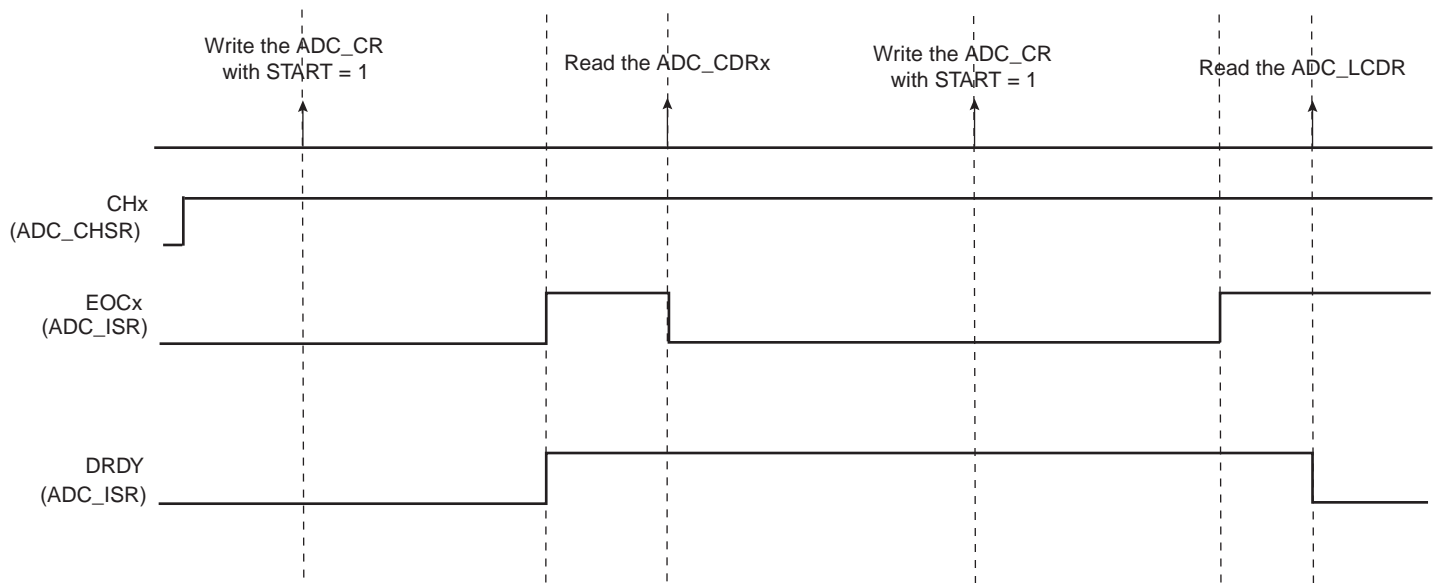 Write the ADC_CR
with START = 1
Read the ADC_CDRx
Write the ADC_CR
with START = 1
Read the ADC_LCDR
CHx
(ADC_CHSR)
EOCx
(ADC_ISR)
DRDY
(ADC_ISR)